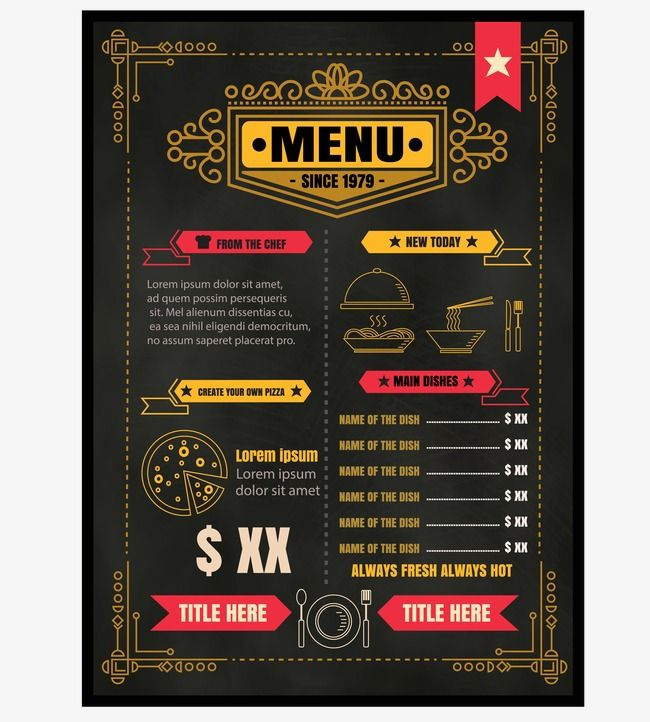 •MENU•
- SINCE 1979 -
FROM THE CHEF
Lorem ipsum dolor sit amet,
ad quem possim persequeris
sit. Mel alienum dissentias cu,
ea sea nihil eligendi democritum,
no assum saperet placerat pro.
CREATE YOUR OWN PIZZA
Lorem ipsum
Lorem ipsum
dolor sit amet
$ XX
NEW TODAY
MAIN DISHES
NAME OF THE DISH $ XX
NAME OF THE DISH $ XX
NAME OF THE DISH $ XX
NAME OF THE DISH $ XX
NAME OF THE DISH $ XX
NAME OF THE DISH $ XX
ALWAYS FRESH ALWAYS HOT
TITLE HERE
TITLE HERE